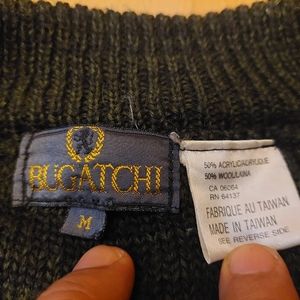 BUGATCHI
M
50% ACRYLIC/ACRYLIQUE
50% WOOL/LAINA
CA 06064
RN 64137
FABRIQUE AU TAIWAN
MADE IN TAIWAN
SEE REVERSE SIDE